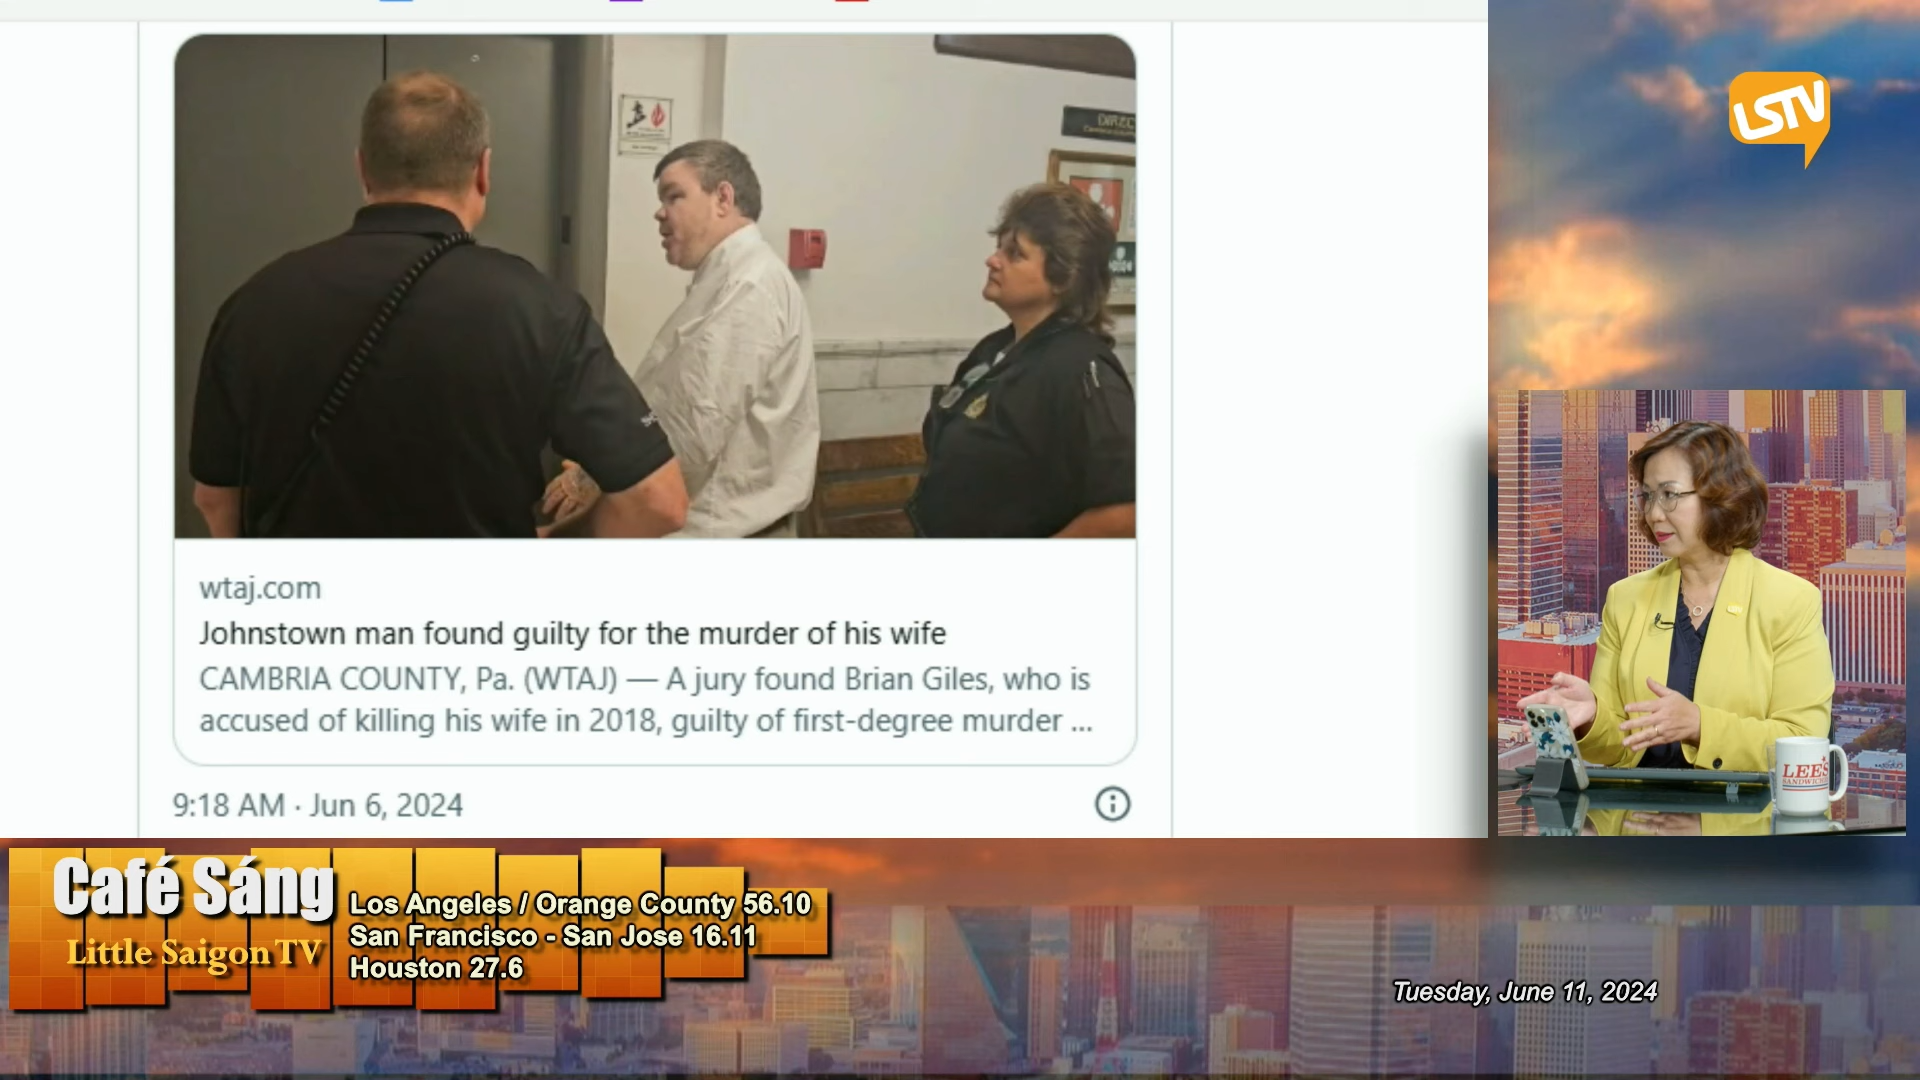 LSTV
DIREC
wtaj.com
Johnstown man found guilty for the murder of his wife
CAMBRIA COUNTY, Pa. (WTAJ) — A jury found Brian Giles, who is
accused of killing his wife in 2018, guilty of first-degree murder ...
9:18 AM · Jun 6, 2024
LEE'S
SANDWICHES
Café Sáng
Little Saigon TV
Los Angeles / Orange County 56.10
San Francisco - San Jose 16.11
Houston 27.6
Tuesday, June 11, 2024